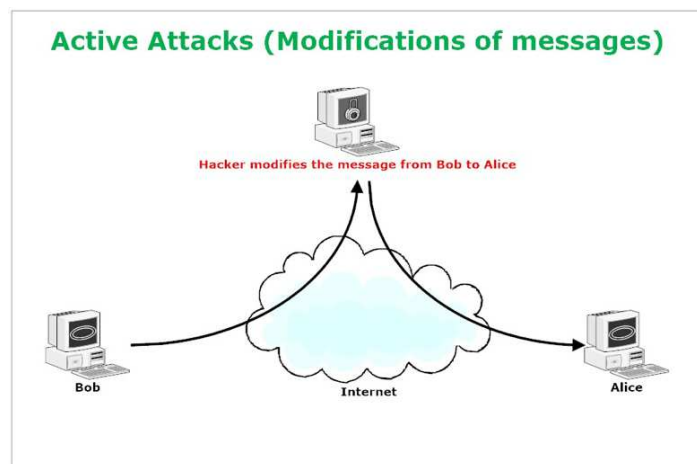 Active Attacks (Modifications of messages)
Hacker modifies the message from Bob to Alice
Bob
Internet
Alice